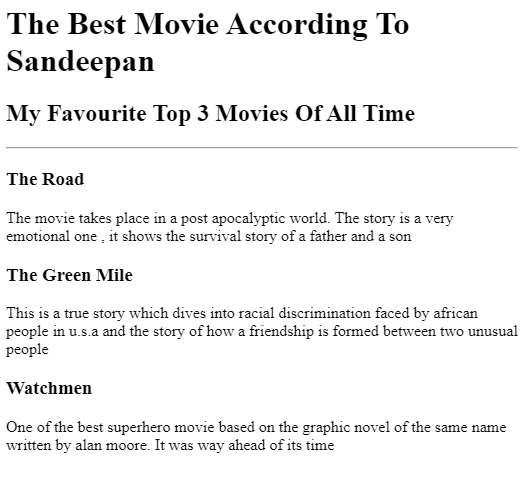 The Best Movie According To
Sandeepan
My Favourite Top 3 Movies Of All Time
The Road
The movie takes place in a post apocalyptic world. The story is a very
emotional one , it shows the survival story of a father and a son
The Green Mile
This is a true story which dives into racial discrimination faced by african
people in u.s.a and the story of how a friendship is formed between two unusual
people
Watchmen
One of the best superhero movie based on the graphic novel of the same name
written by alan moore. It was way ahead of its time